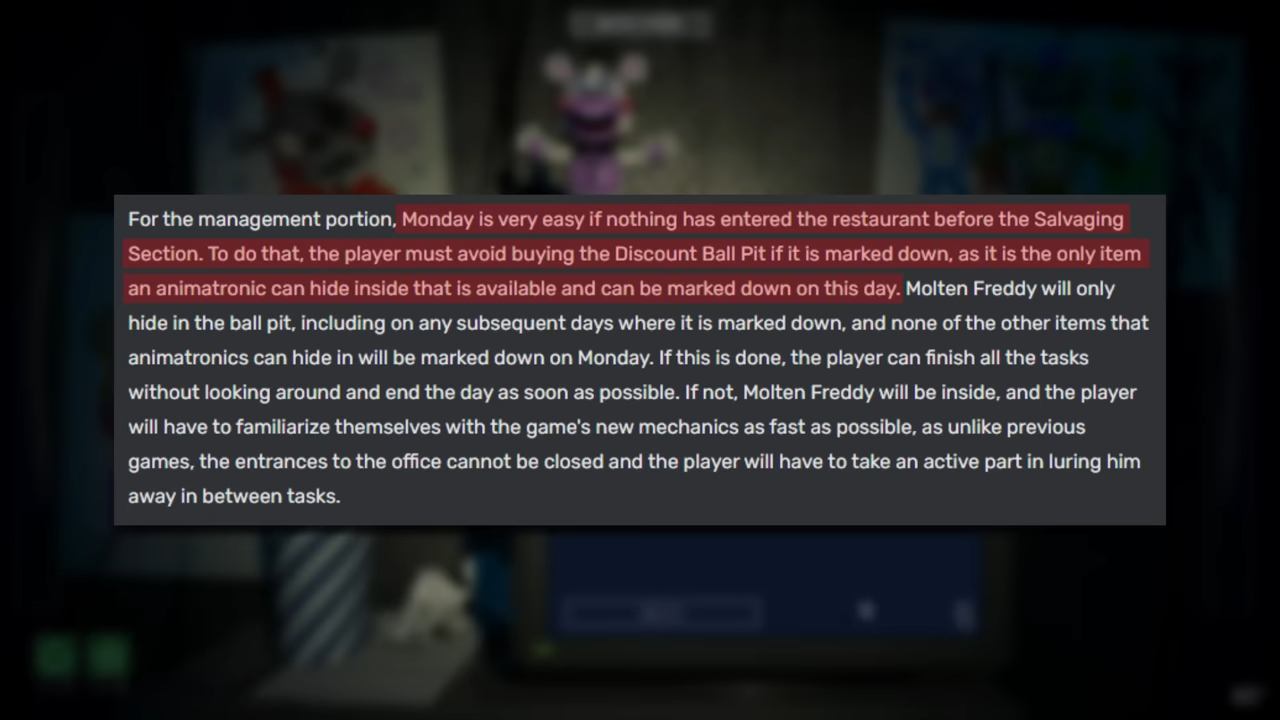 For the management portion, Monday is very easy if nothing has entered the restaurant before the Salvaging
Section. To do that, the player must avoid buying the Discount Ball Pit if it is marked down, as it is the only item
an animatronic can hide inside that is available and can be marked down on this day. Molten Freddy will only
hide in the ball pit, including on any subsequent days where it is marked down, and none of the other items that
animatronics can hide in will be marked down on Monday. If this is done, the player can finish all the tasks
without looking around and end the day as soon as possible. If not, Molten Freddy will be inside, and the player
will have to familiarize themselves with the game's new mechanics as fast as possible, as unlike previous
games, the entrances to the office cannot be closed and the player will have to take an active part in luring him
away in between tasks.